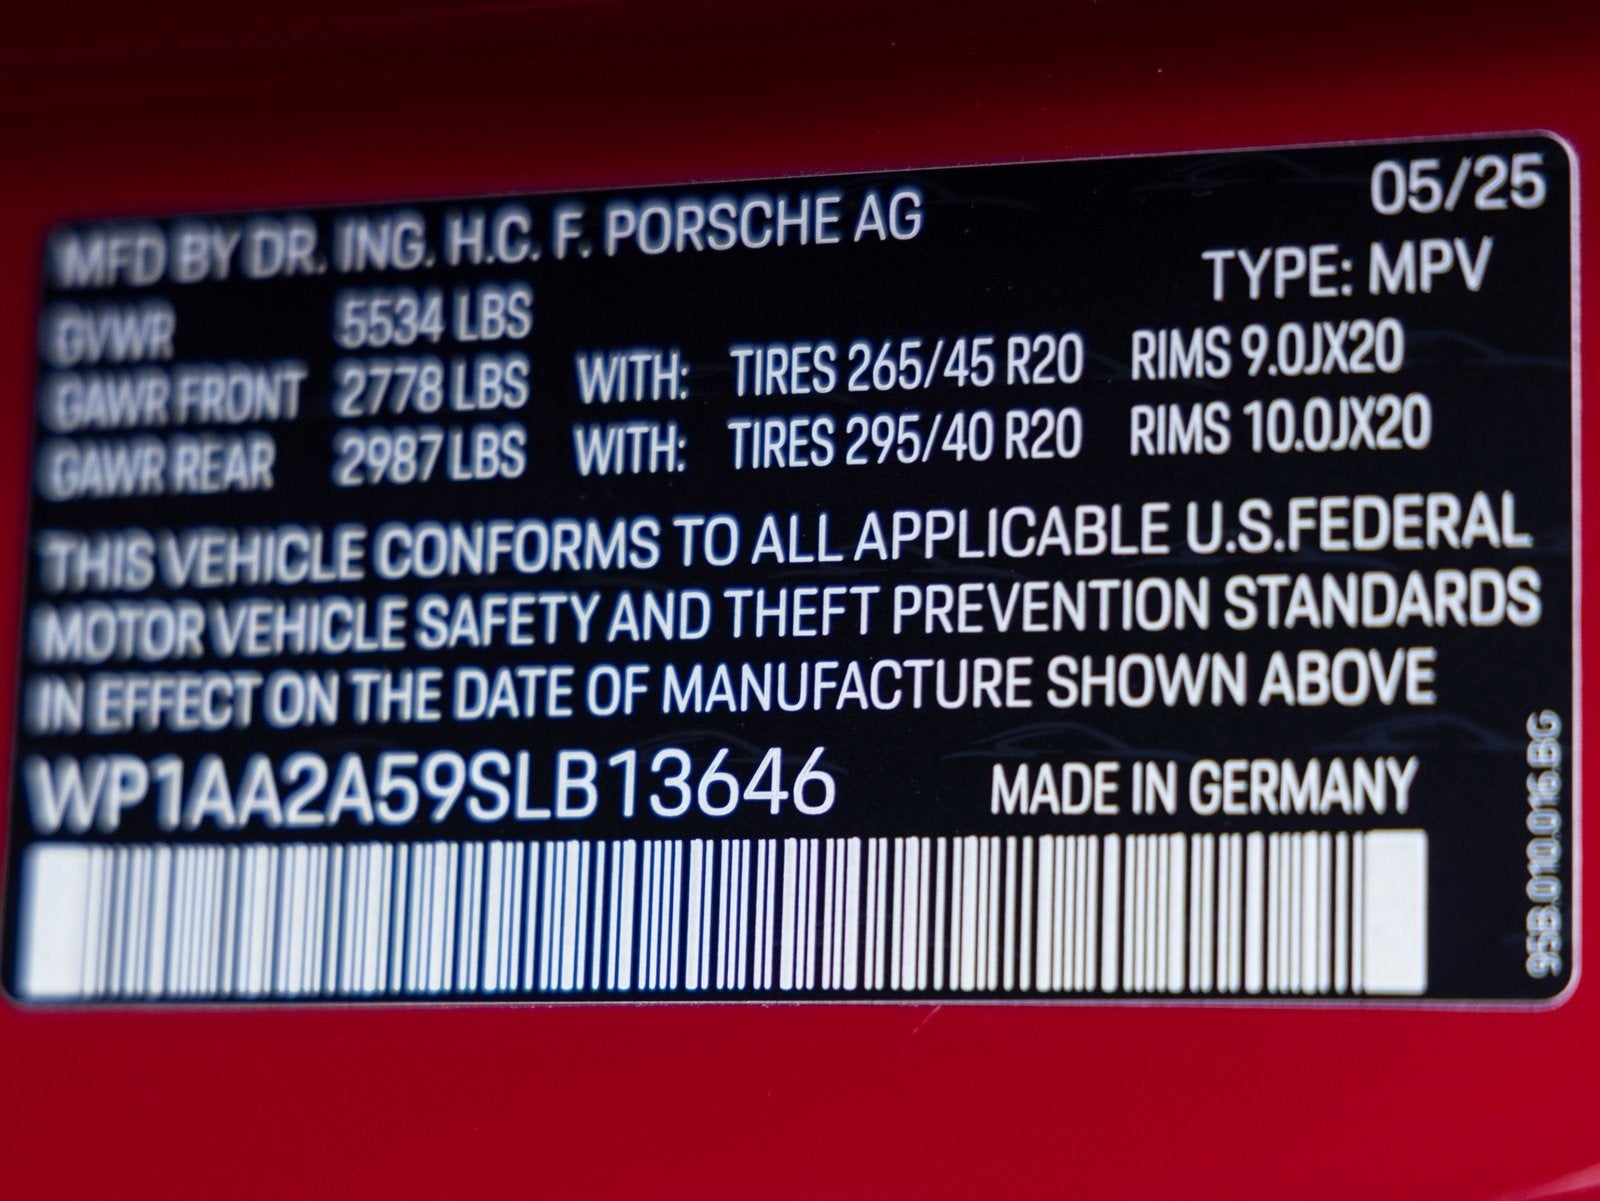 05/25
MFD BY DR. ING. H.C. F. PORSCHE AG
TYPE: MPV
GVWR 5534 LBS
GAWR FRONT 2778 LBS WITH: TIRES 265/45 R20 RIMS 9.0JX20
GAWR REAR 2987 LBS WITH: TIRES 295/40 R20 RIMS 10.0JX20
THIS VEHICLE CONFORMS TO ALL APPLICABLE U.S.FEDERAL
MOTOR VEHICLE SAFETY AND THEFT PREVENTION STANDARDS
IN EFFECT ON THE DATE OF MANUFACTURE SHOWN ABOVE
WP1AA2A59SLB13646 MADE IN GERMANY
95B.010.016.BG